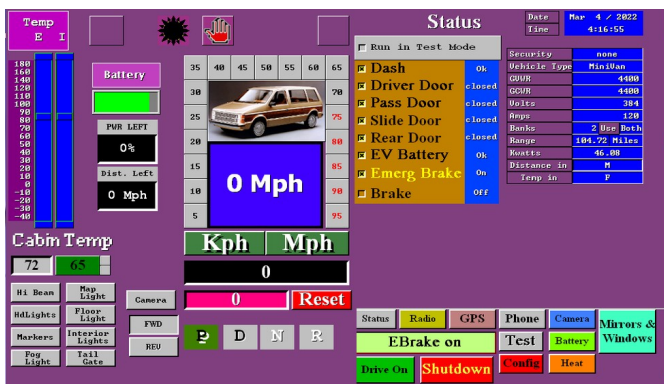 Temp
E I
180
160
140
120
110
100
90
80
70
60
50
40
30
20
10
0
-10
-20
-30
-40
Battery
PWR LEFT
0%
Dist. Left
0 Mph
Cabin Temp
72 65
Hi Beam Map Light
HdLights Floor Light
Markers Interior Lights
Fog Light Tail Gate
Camera
FWD
REV
35 40 45 50 55 60 65
30 70
25 75
20 80
15 85
10 90
5 95
0 Mph
Kph Mph
0
0 Reset
P D N R
Status
Run in Test Mode
Dash Ok
Driver Door closed
Pass Door closed
Slide Door closed
Rear Door closed
EV Battery Ok
Emerg Brake On
Brake Off
Date Mar 4 / 2022
Time 4:16:55
Security none
Vehicle Type MiniVan
GVWR 4400
GCWR 4400
Volts 384
Amps 120
Banks 2 Use Both
Range 104.72 Miles
Kwatts 46.08
Distance in M
Temp in F
Status Radio GPS Phone Camera Mirrors & Windows
EBrake on Test Battery
Drive On Shutdown Config Heat